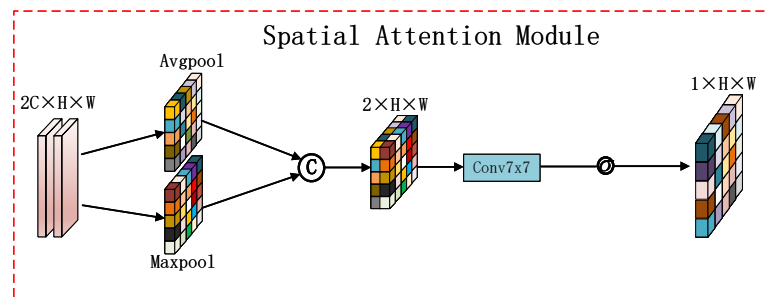 Spatial Attention Module
Avgpool
2C×H×W
2×H×W
1×H×W
C
Conv7x7
σ
Maxpool